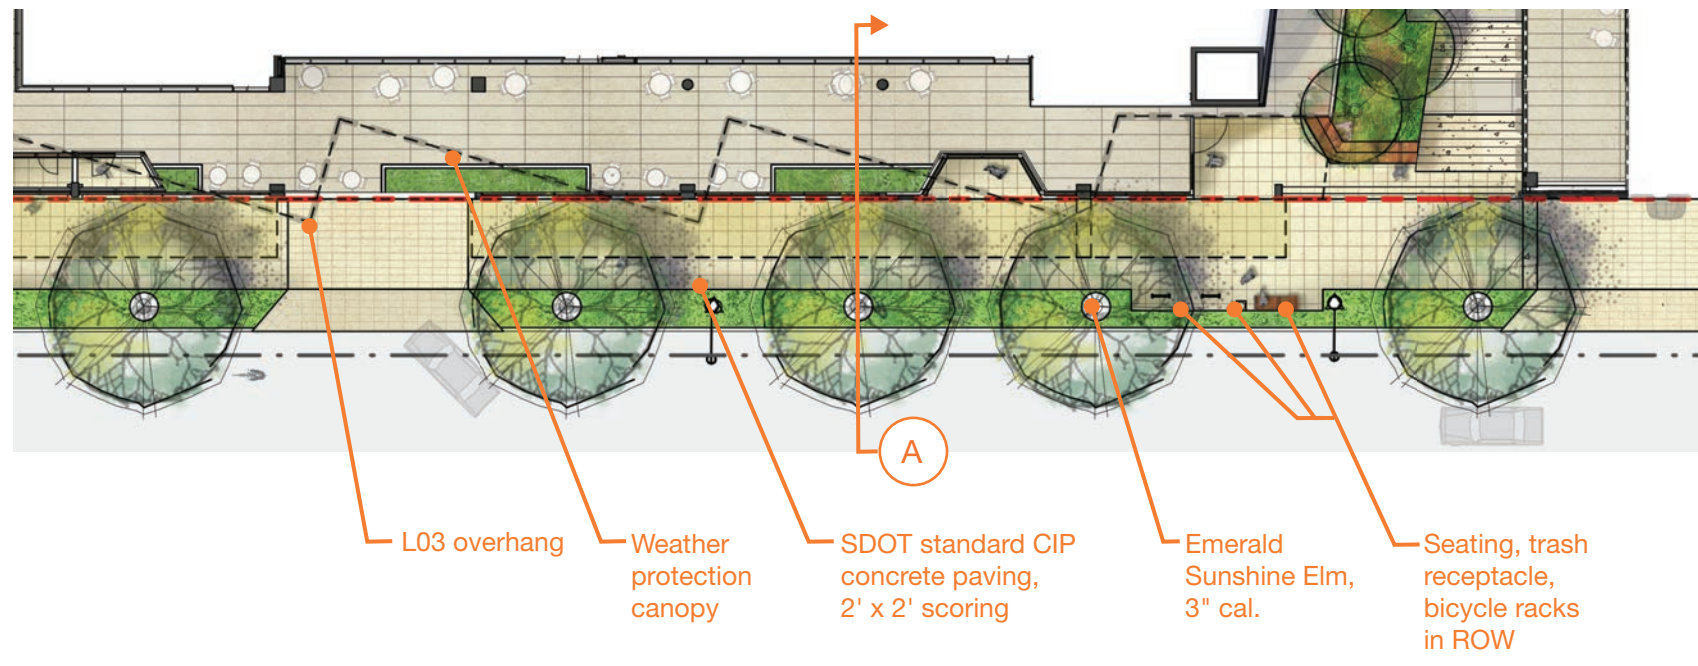 A
L03 overhang
Weather
protection
canopy
SDOT standard CIP
concrete paving,
2' x 2' scoring
Emerald
Sunshine Elm,
3" cal.
Seating, trash
receptacle,
bicycle racks
in ROW